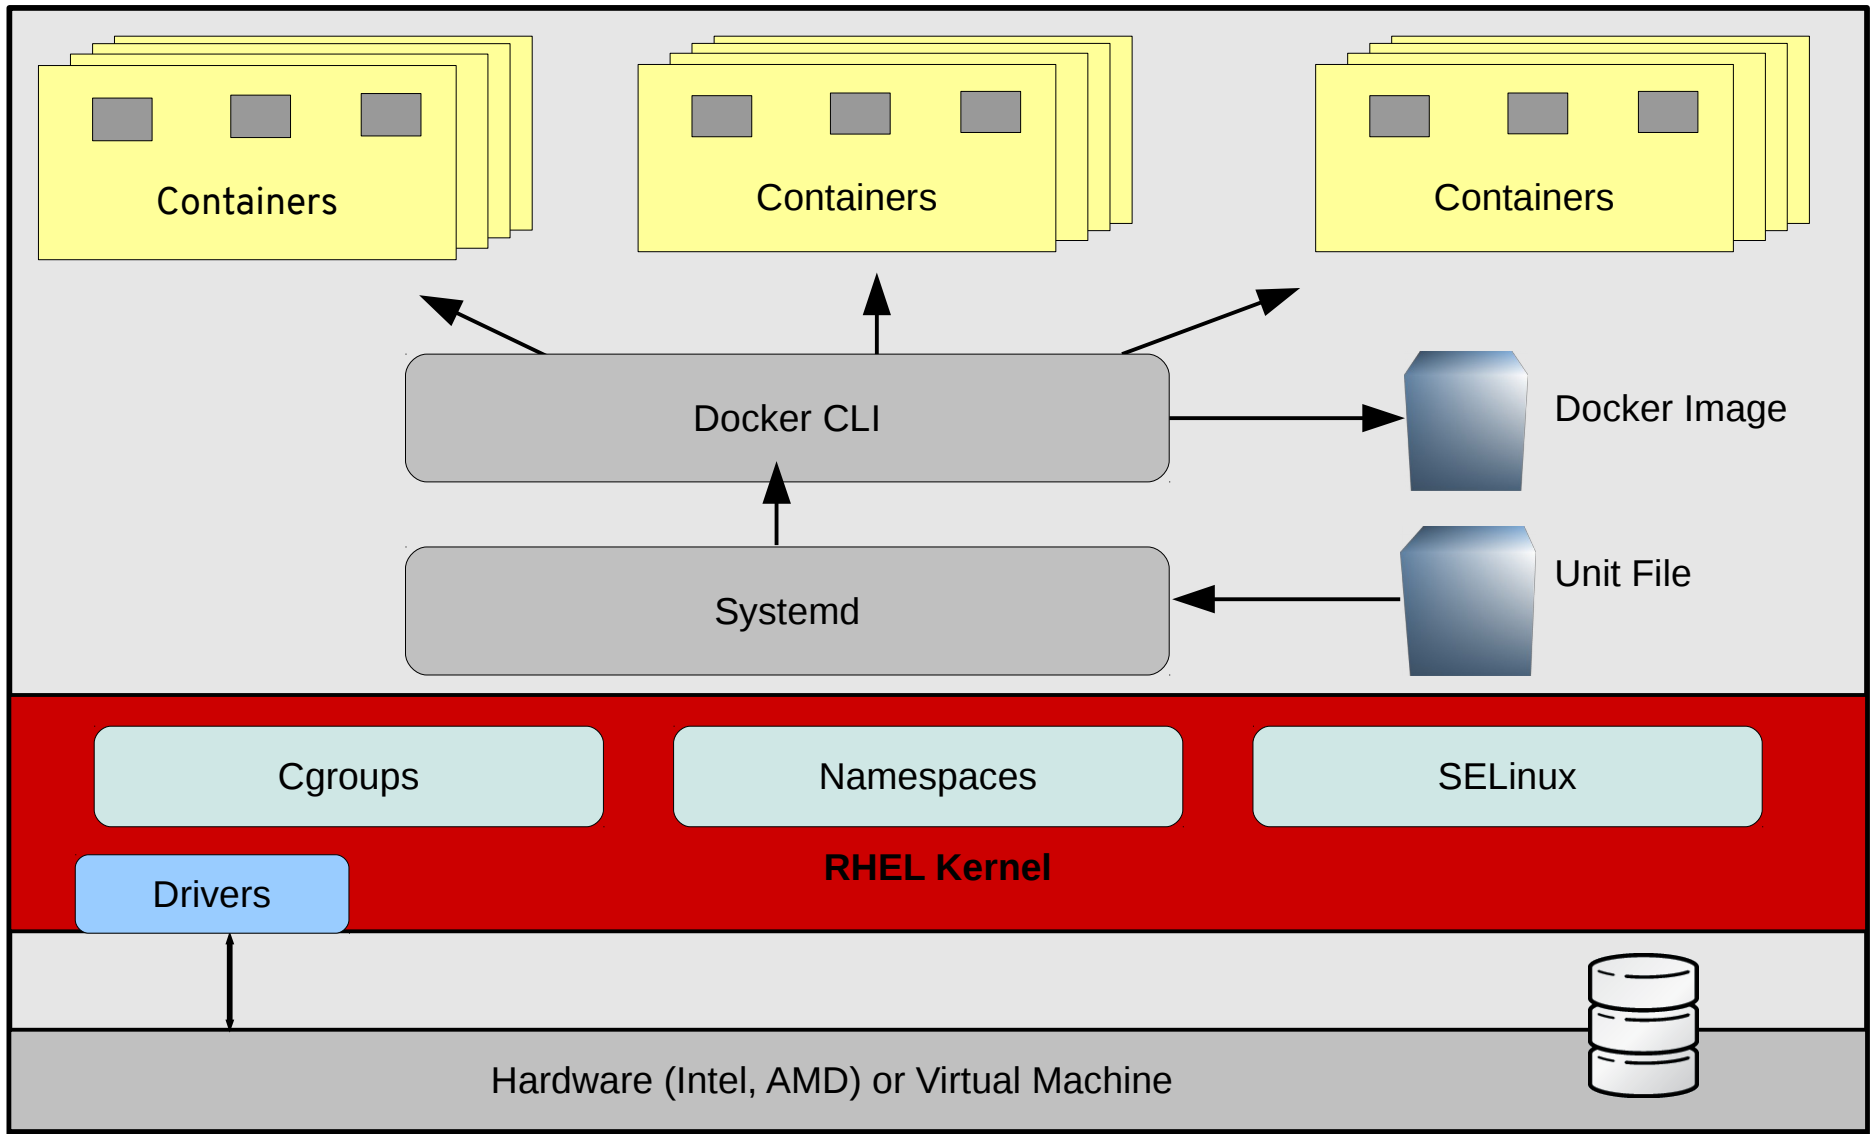 Containers
Containers
Containers
Docker CLI
Docker Image
Systemd
Unit File
Cgroups
Namespaces
SELinux
RHEL Kernel
Drivers
Hardware (Intel, AMD) or Virtual Machine